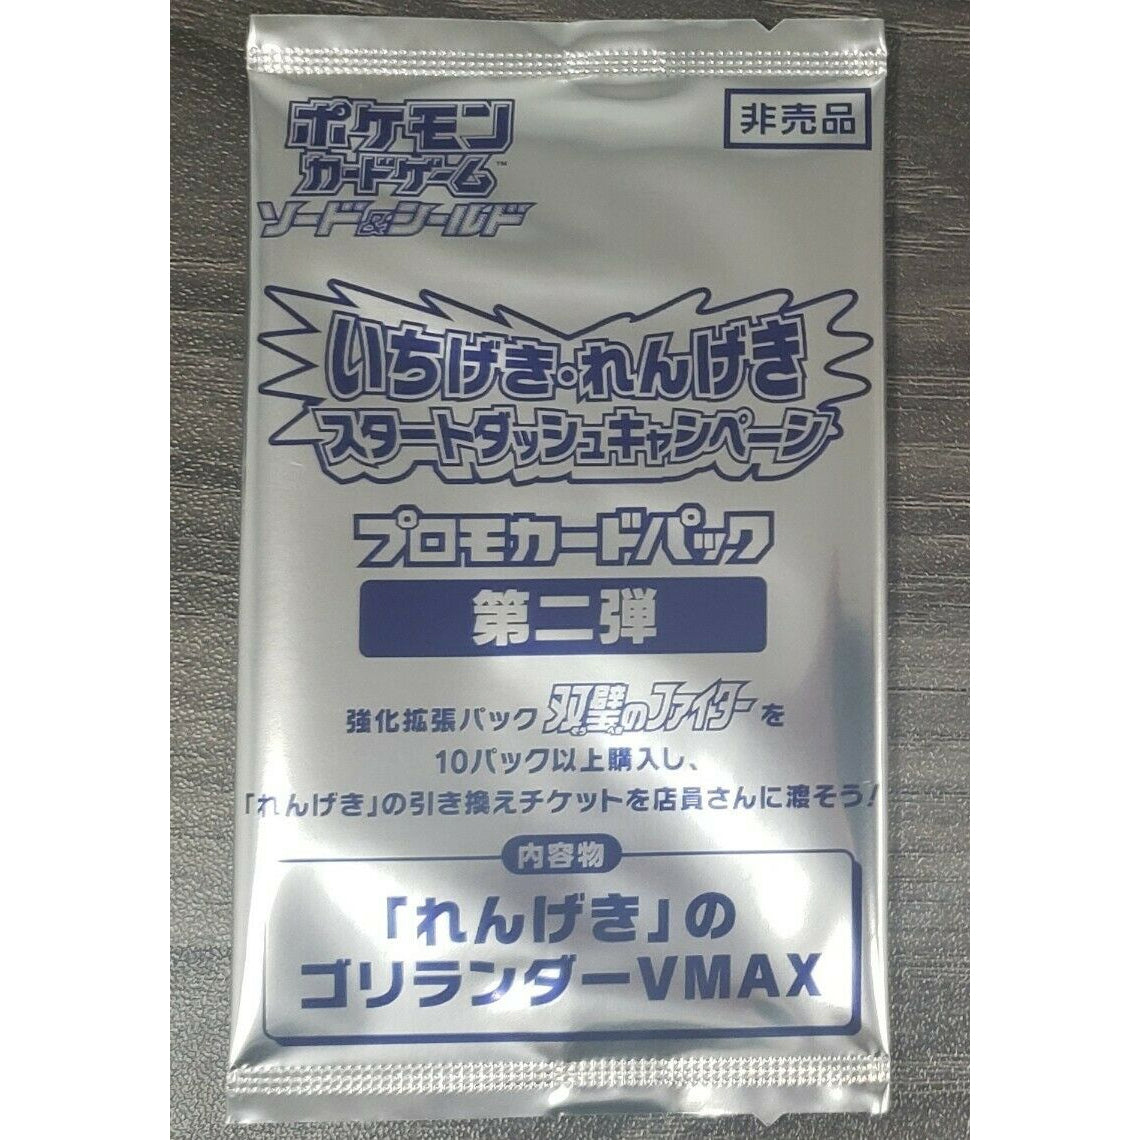 非売品
ポケモン
カードゲーム™
ソード&シールド
いちげき・れんげき
スタートダッシュキャンペーン
プロモカードパック
第二弾
強化拡張パック 双璧のファイターを
そうへき
10パック以上購入し、
「れんげき」の引き換えチケットを店員さんに渡そう!
内容物
「れんげき」の
ゴリランダーVMAX